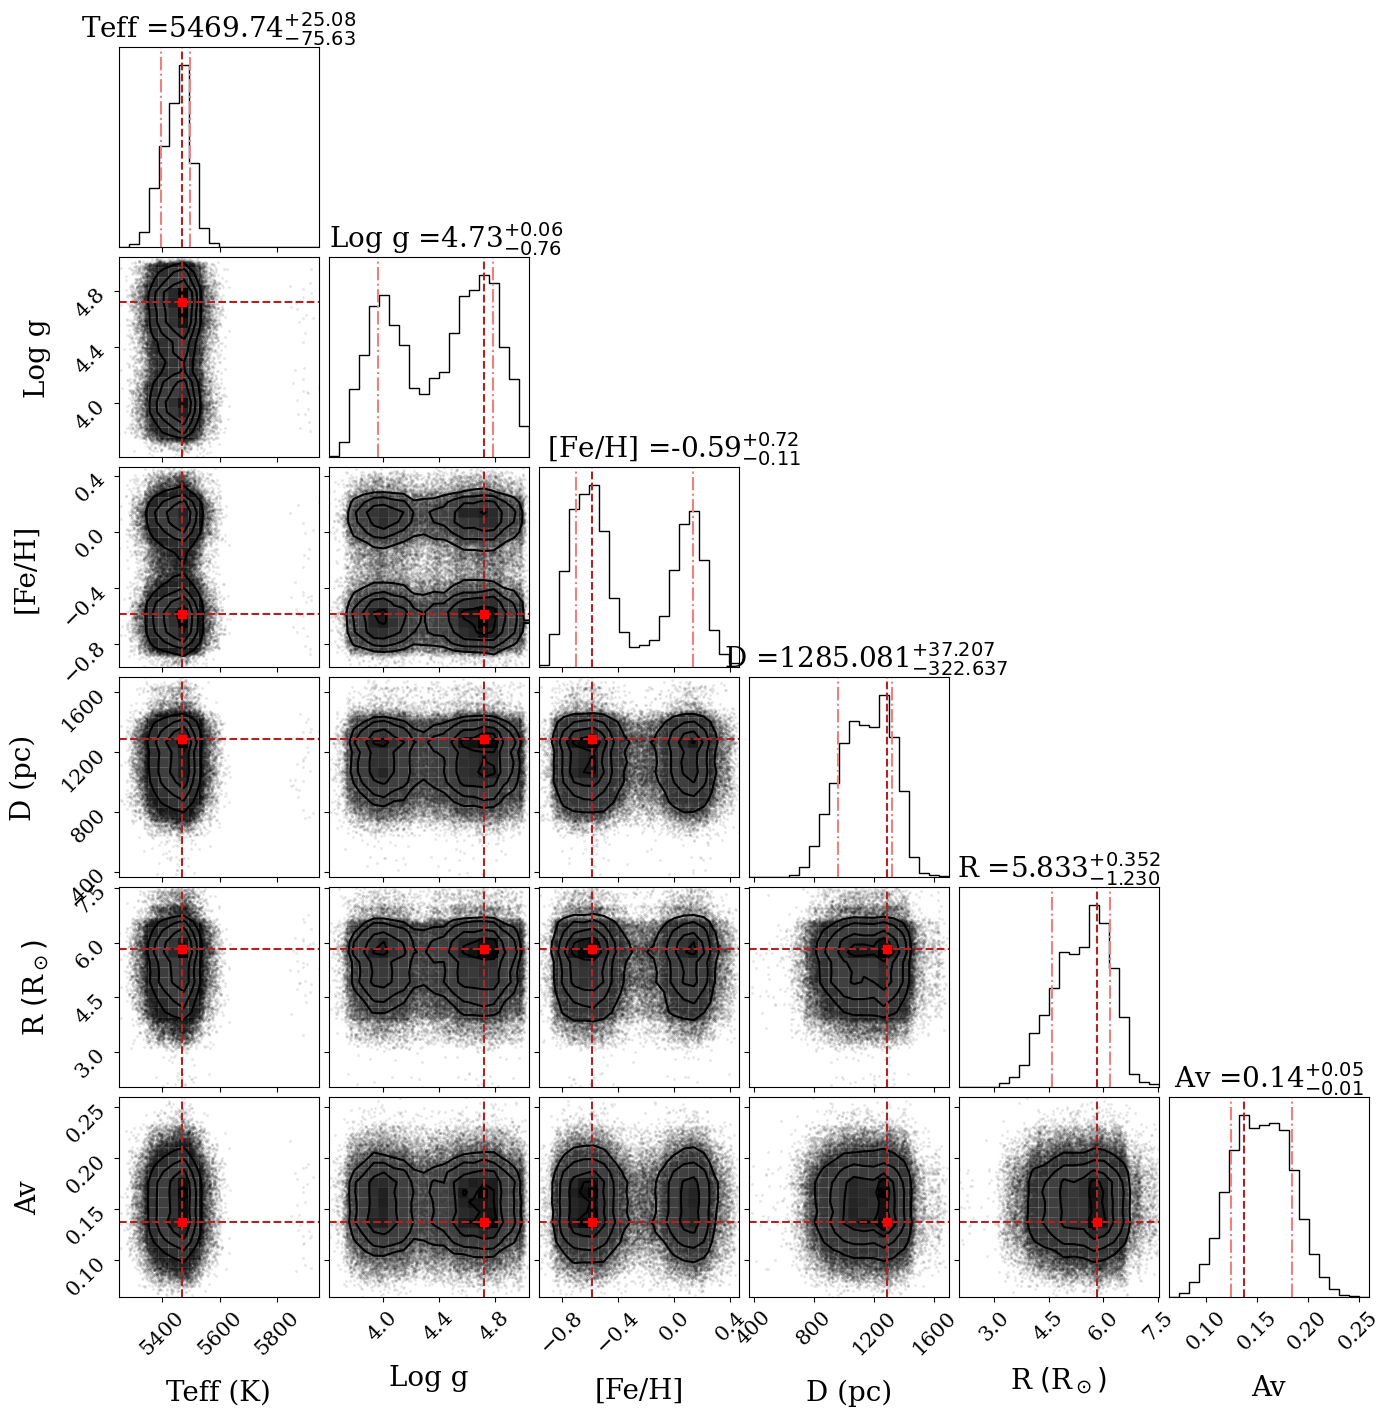 Teff =5469.74+25.08−75.63
Log g =4.73+0.06−0.76
Log g
4.8
4.4
4.0
[Fe/H] =-0.59+0.72−0.11
[Fe/H]
0.4
0.0
−0.4
−0.8
D =1285.081+37.207−322.637
D (pc)
1600
1200
800
400
R =5.833+0.352−1.230
R (R⊙)
7.5
6.0
4.5
3.0
Av =0.14+0.05−0.01
Av
0.25
0.20
0.15
0.10
5400 5600 5800 4.0 4.4 4.8 −0.8 −0.4 0.0 0.4 400 800 1200 1600 3.0 4.5 6.0 7.5 0.10 0.15 0.20 0.25
Teff (K) Log g [Fe/H] D (pc) R (R⊙) Av